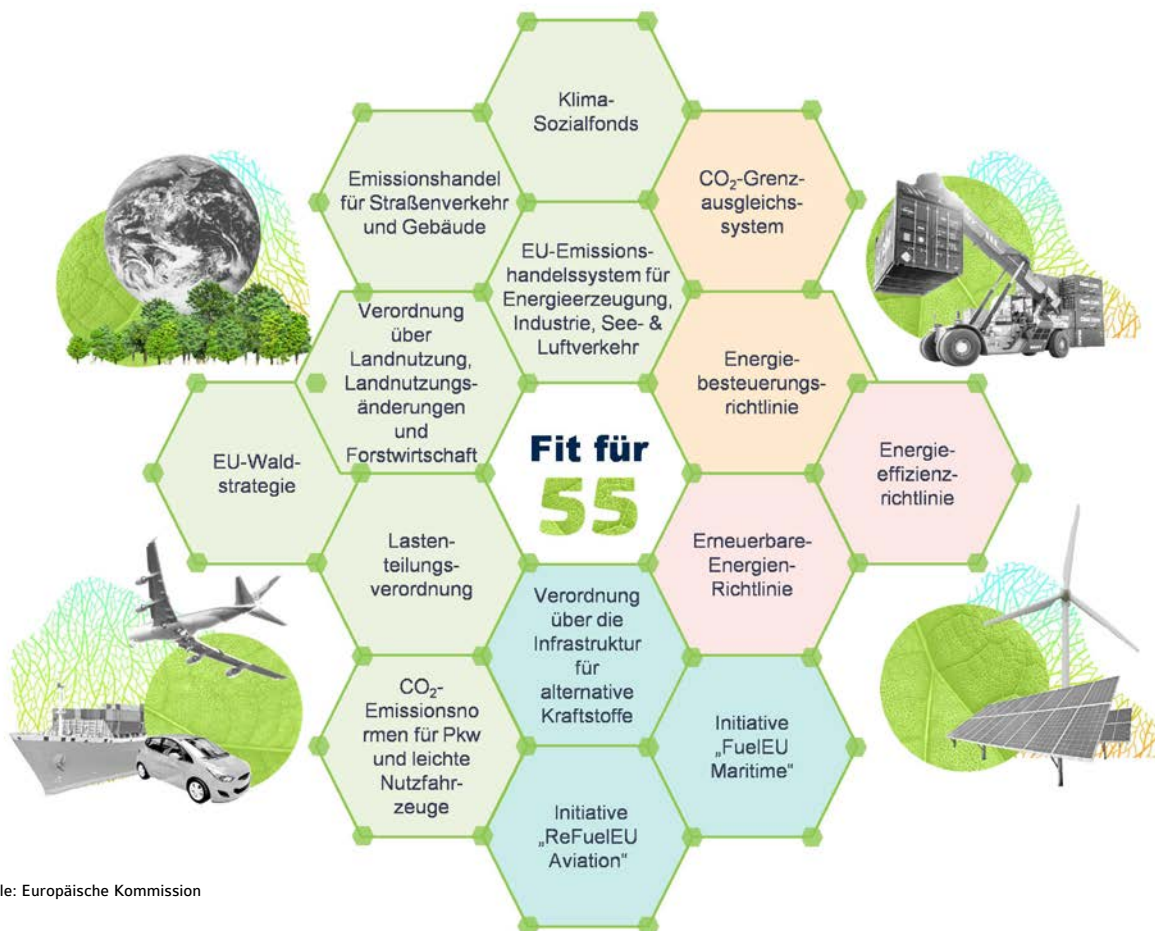 Klima-
Sozialfonds
Emissionshandel
für Straßenverkehr
und Gebäude
CO₂-Grenz-
ausgleichs-
system
EU-Emissions-
handelssystem für
Energieerzeugung,
Industrie, See- &
Luftverkehr
Verordnung
über
Landnutzung,
Landnutzungs-
änderungen
und
Forstwirtschaft
Energie-
besteuerungs-
richtlinie
EU-Wald-
strategie
Fit für
55
Energie-
effizienz-
richtlinie
Lasten-
teilungs-
verordnung
Erneuerbare-
Energien-
Richtlinie
Verordnung
über die
Infrastruktur
für
alternative
Kraftstoffe
CO₂-
Emissionsno
rmen für Pkw
und leichte
Nutzfahr-
zeuge
Initiative
„FuelEU
Maritime“
Initiative
„ReFuelEU
Aviation“
le: Europäische Kommission